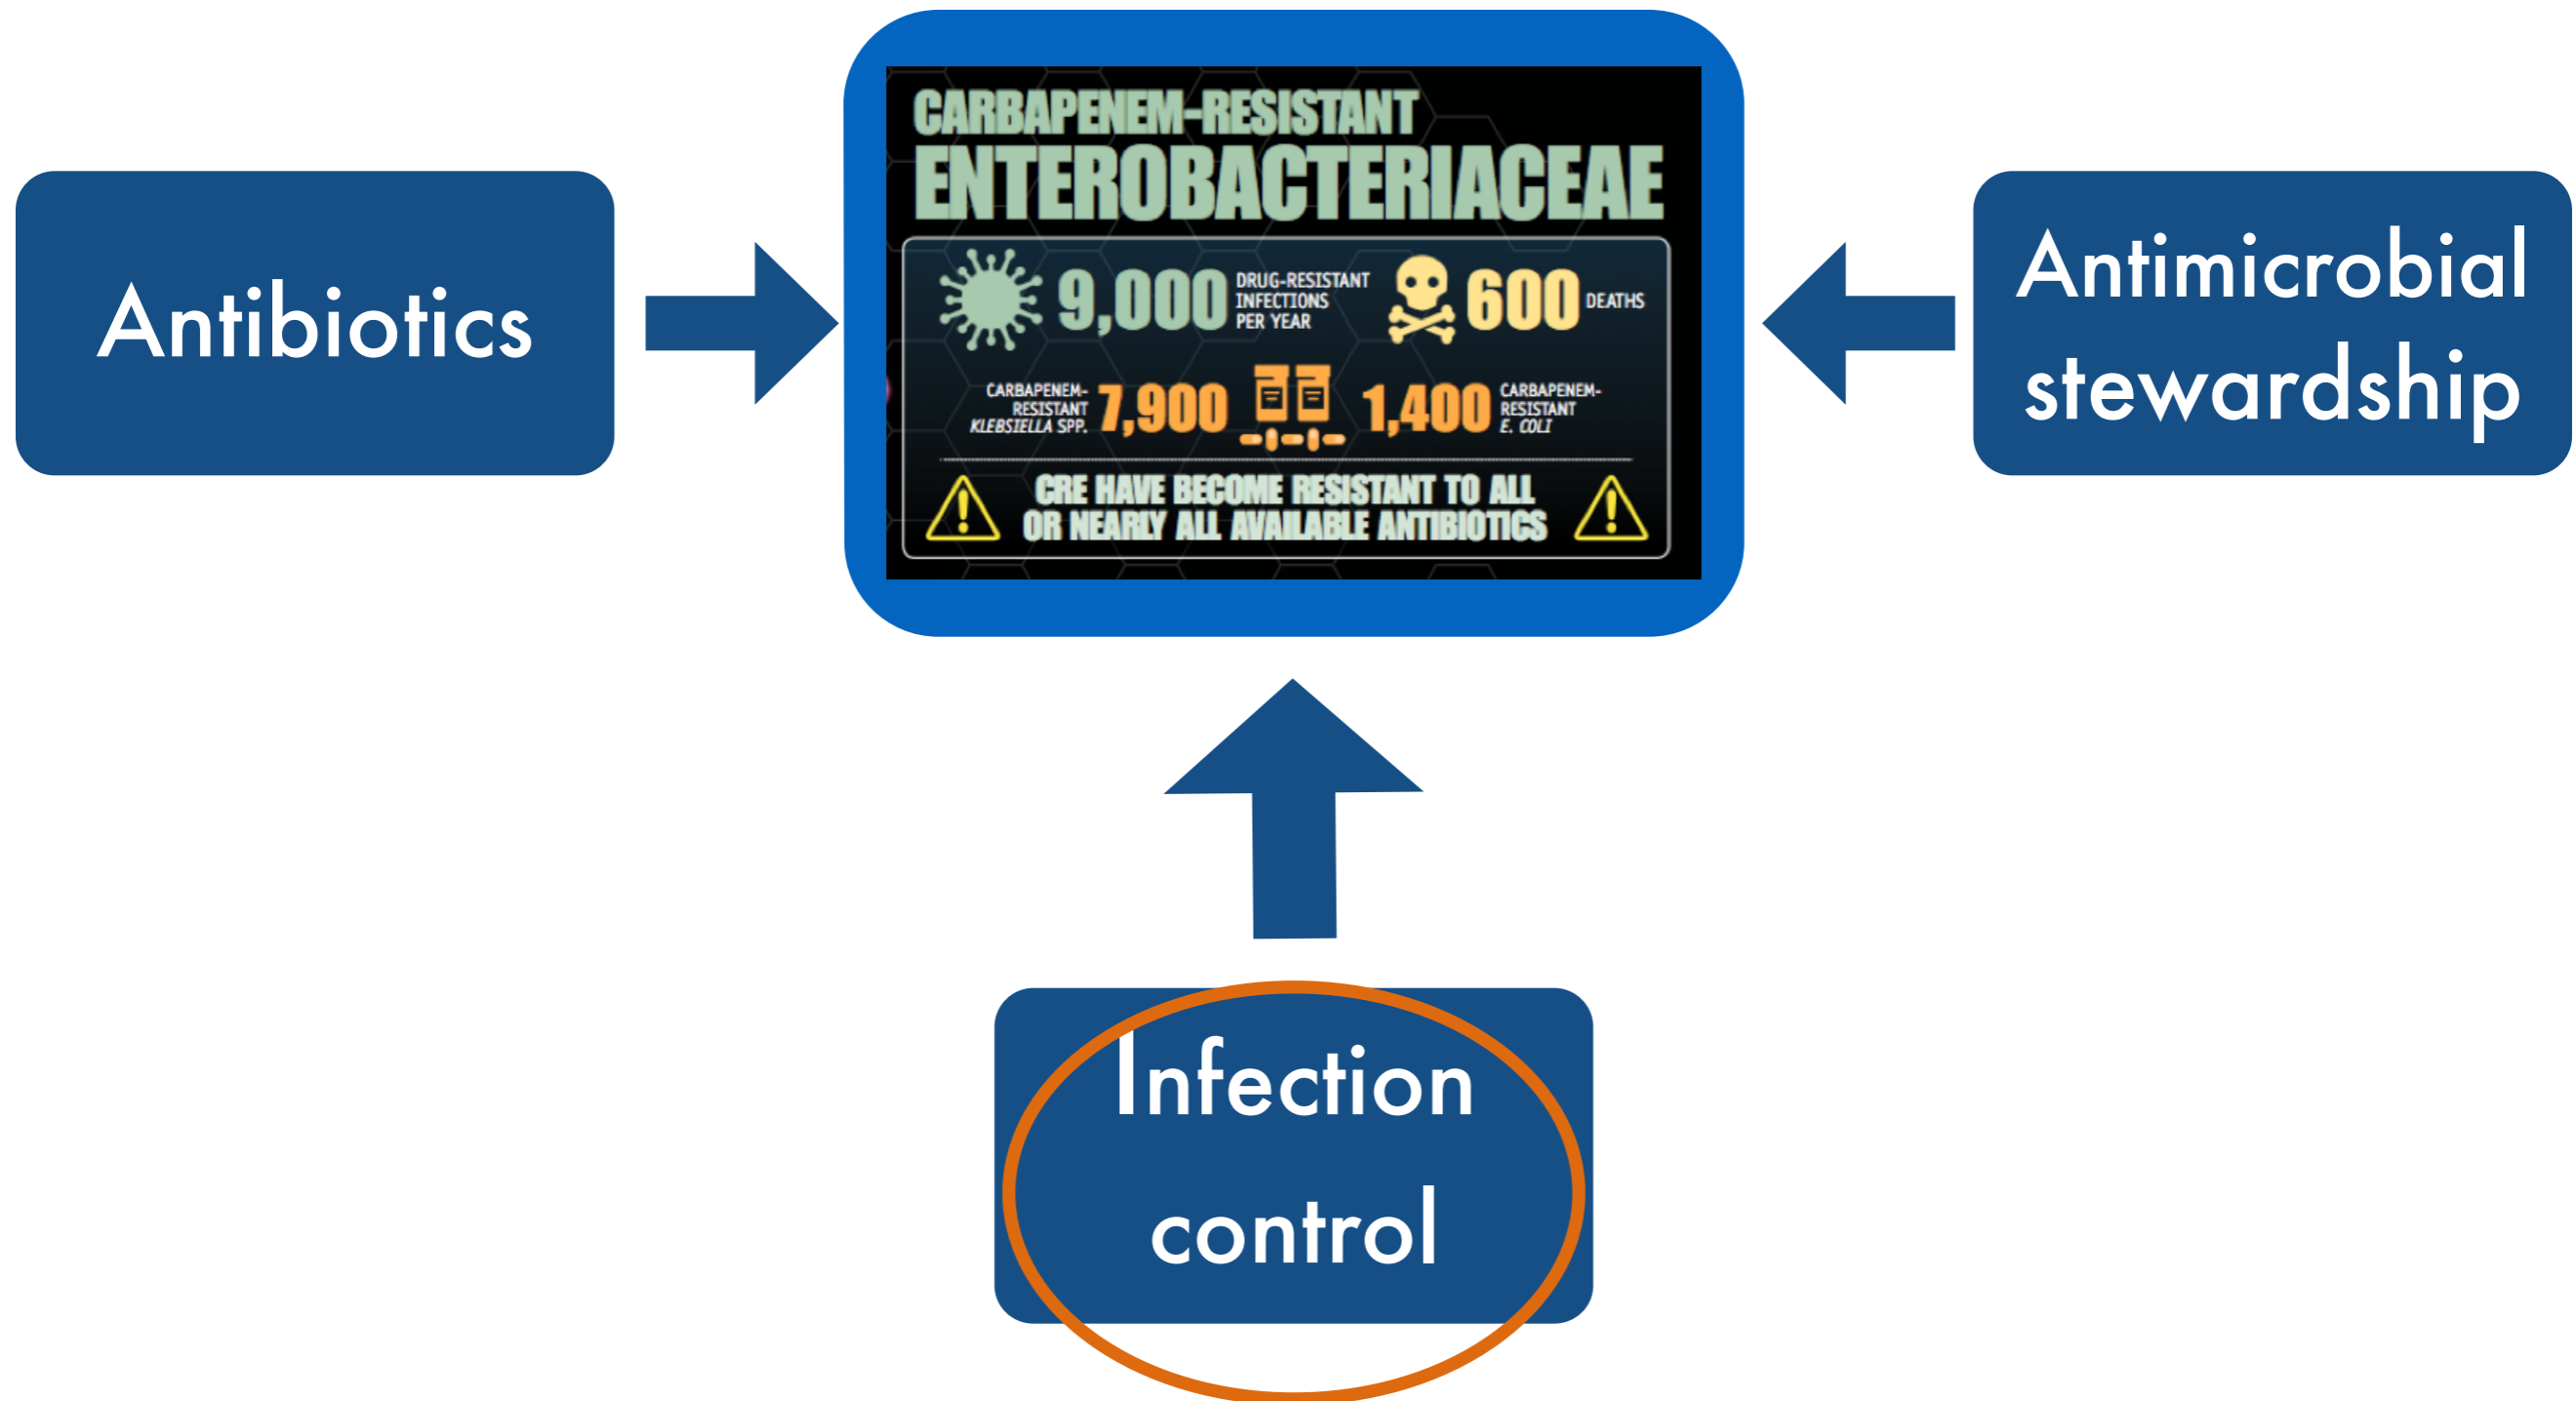 CARBAPENEM-RESISTANT
ENTEROBACTERIACEAE
9,000
DRUG-RESISTANT
INFECTIONS
PER YEAR
600
DEATHS
CARBAPENEM-
RESISTANT
KLEBSIELLA SPP.
7,900
1,400
CARBAPENEM-
RESISTANT
E. COLI
CRE HAVE BECOME RESISTANT TO ALL
OR NEARLY ALL AVAILABLE ANTIBIOTICS
Antibiotics
Antimicrobial
stewardship
Infection
control